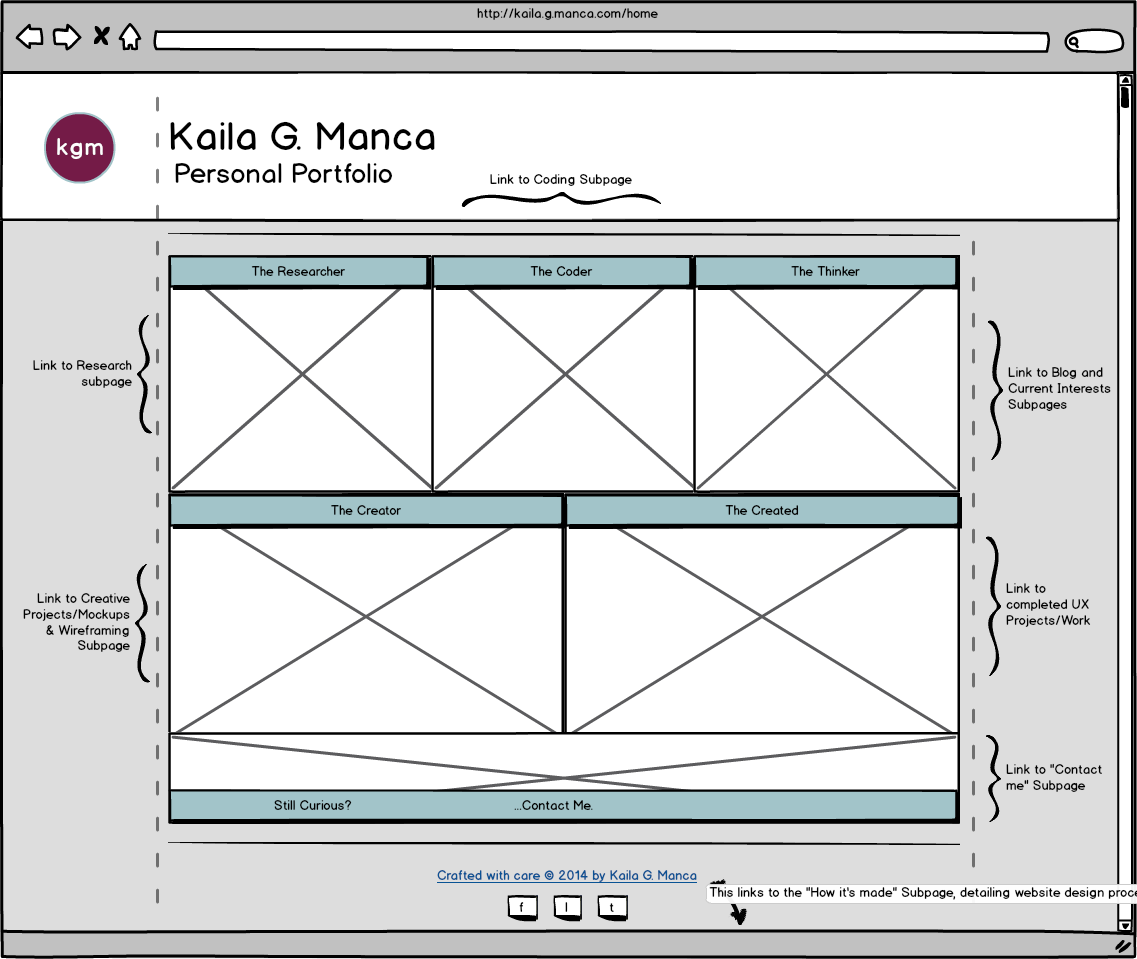 http://kaila.g.manca.com/home
kgm
Kaila G. Manca
Personal Portfolio
Link to Coding Subpage
The Researcher
The Coder
The Thinker
Link to Research
subpage
Link to Blog and
Current Interests
Subpages
The Creator
The Created
Link to Creative
Projects/Mockups
& Wireframing
Subpage
Link to
completed UX
Projects/Work
Link to "Contact
me" Subpage
Still Curious?
...Contact Me.
Crafted with care © 2014 by Kaila G. Manca
This links to the "How it's made" Subpage, detailing website design proce
f
l
t